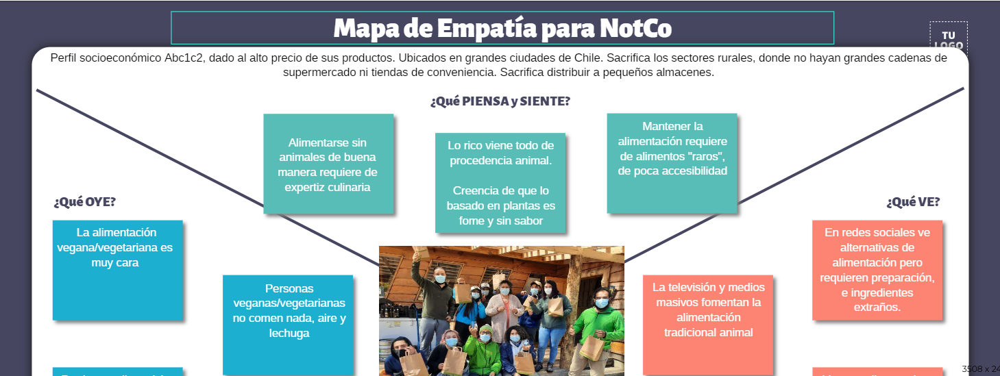 Mapa de Empatía para NotCo
TU
LOGO
Perfil socioeconómico Abc1c2, dado al alto precio de sus productos. Ubicados en grandes ciudades de Chile. Sacrifica los sectores rurales, donde no hayan grandes cadenas de
supermercado ni tiendas de conveniencia. Sacrifica distribuir a pequeños almacenes.
¿Qué PIENSA y SIENTE?
Alimentarse sin
animales de buena
manera requiere de
expertiz culinaria
Lo rico viene todo de
procedencia animal.
Creencia de que lo
basado en plantas es
fome y sin sabor
Mantener la
alimentación requiere
de alimentos "raros",
de poca accesibilidad
¿Qué OYE?
La alimentación
vegana/vegetariana es
muy cara
Personas
veganas/vegetarianas
no comen nada, aire y
lechuga
¿Qué VE?
En redes sociales ve
alternativas de
alimentación pero
requieren preparación,
e ingredientes
extraños.
La televisión y medios
masivos fomentan la
alimentación
tradicional animal
3508 x 24